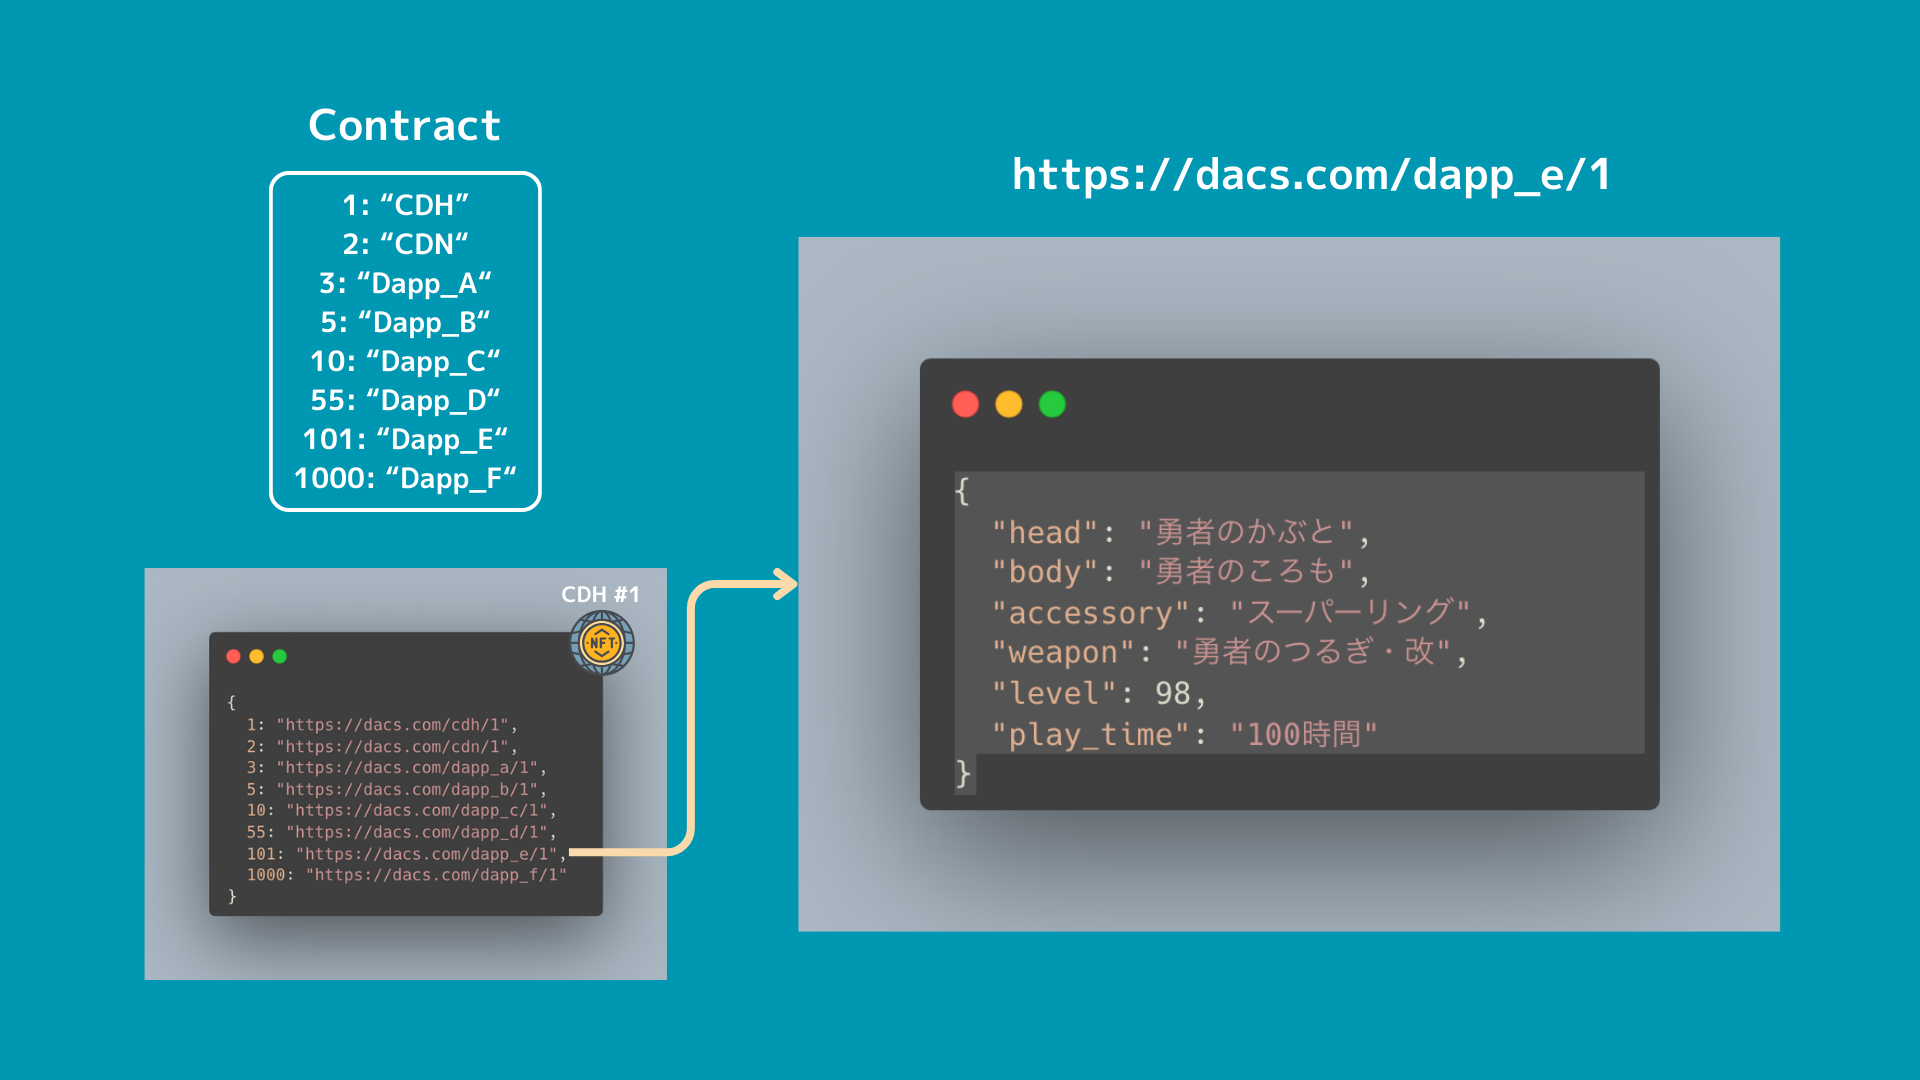 Contract
1: “CDH”
2: “CDN“
3: “Dapp_A“
5: “Dapp_B“
10: “Dapp_C“
55: “Dapp_D“
101: “Dapp_E“
1000: “Dapp_F“
CDH #1
NFT
{
1: "https://dacs.com/cdh/1",
2: "https://dacs.com/cdn/1",
3: "https://dacs.com/dapp_a/1",
5: "https://dacs.com/dapp_b/1",
10: "https://dacs.com/dapp_c/1",
55: "https://dacs.com/dapp_d/1",
101: "https://dacs.com/dapp_e/1",
1000: "https://dacs.com/dapp_f/1"
}
https://dacs.com/dapp_e/1
{
"head": "勇者のかぶと",
"body": "勇者のころも",
"accessory": "スーパーリング",
"weapon": "勇者のつるぎ・改",
"level": 98,
"play_time": "100時間"
}